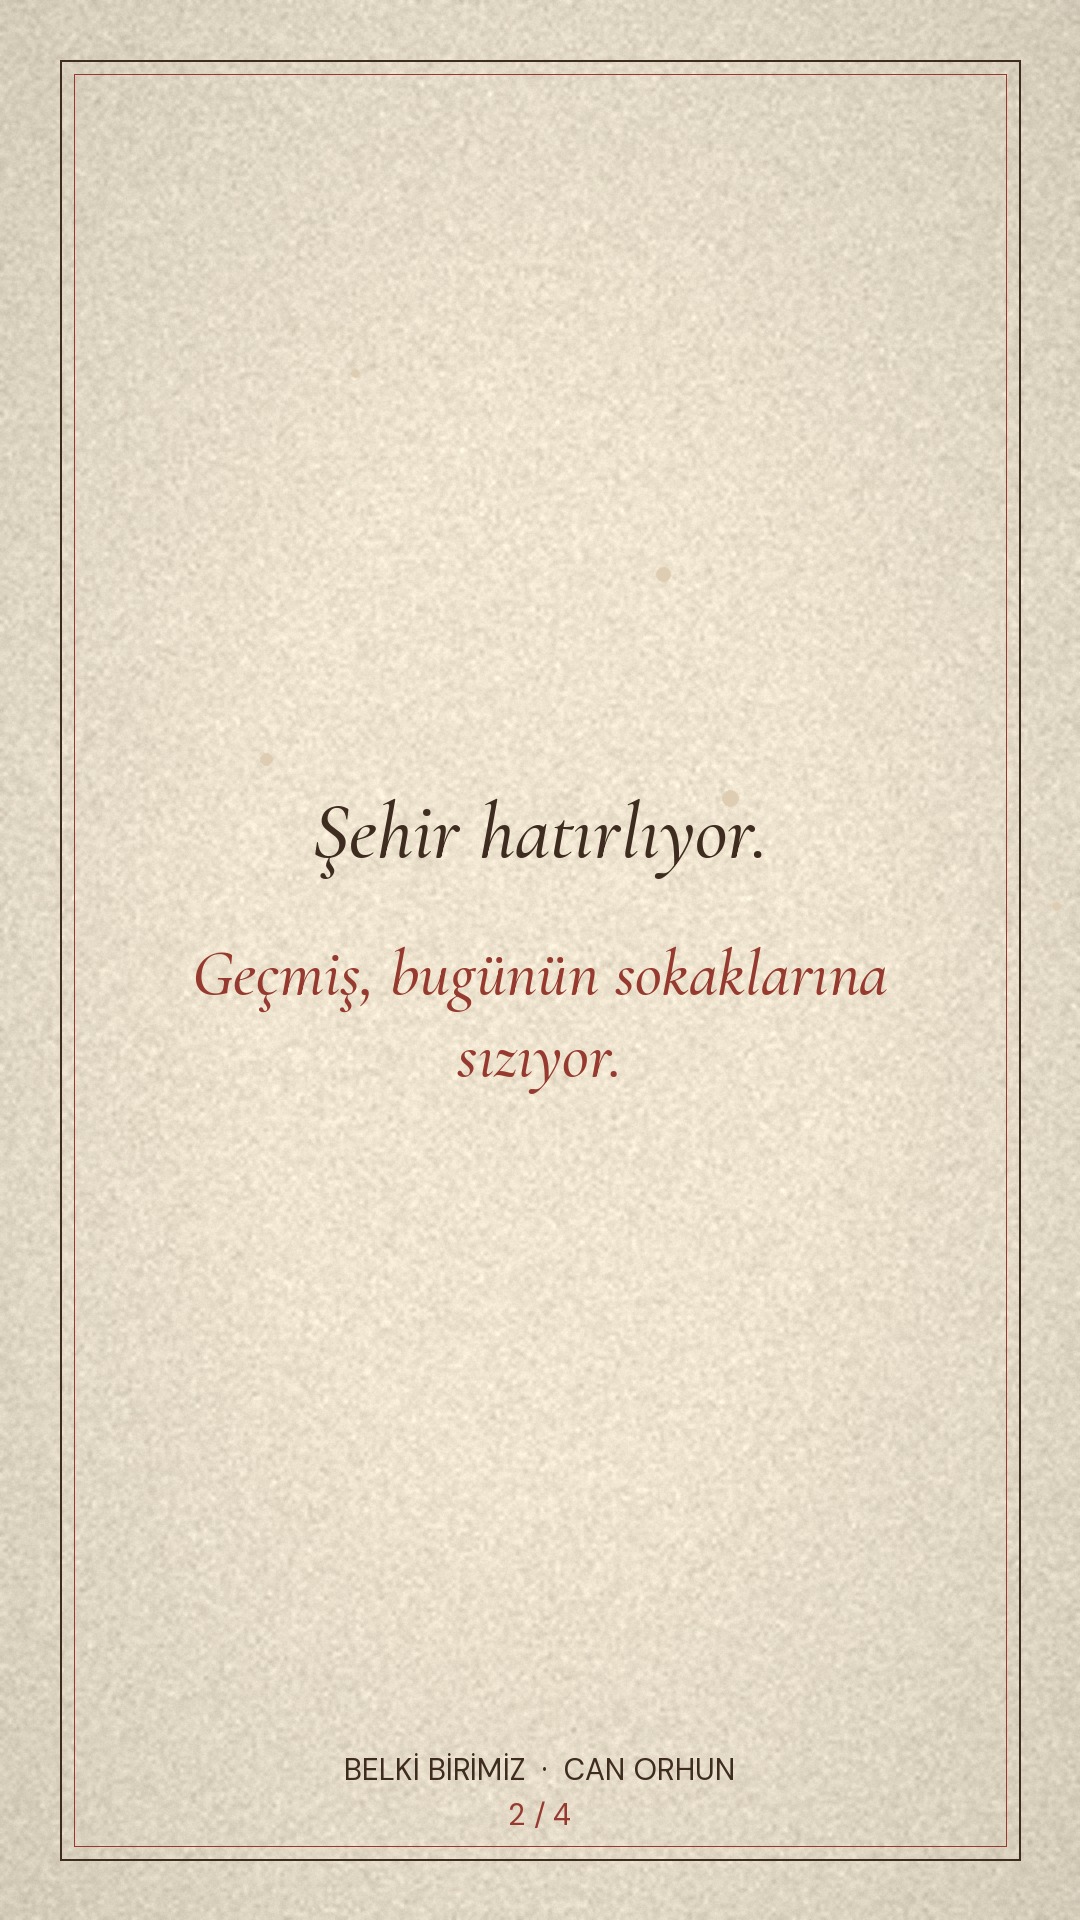 Şehir hatırlıyor.
Geçmiş, bugünün sokaklarına
sızıyor.
BELKİ BİRİMİZ · CAN ORHUN
2 / 4